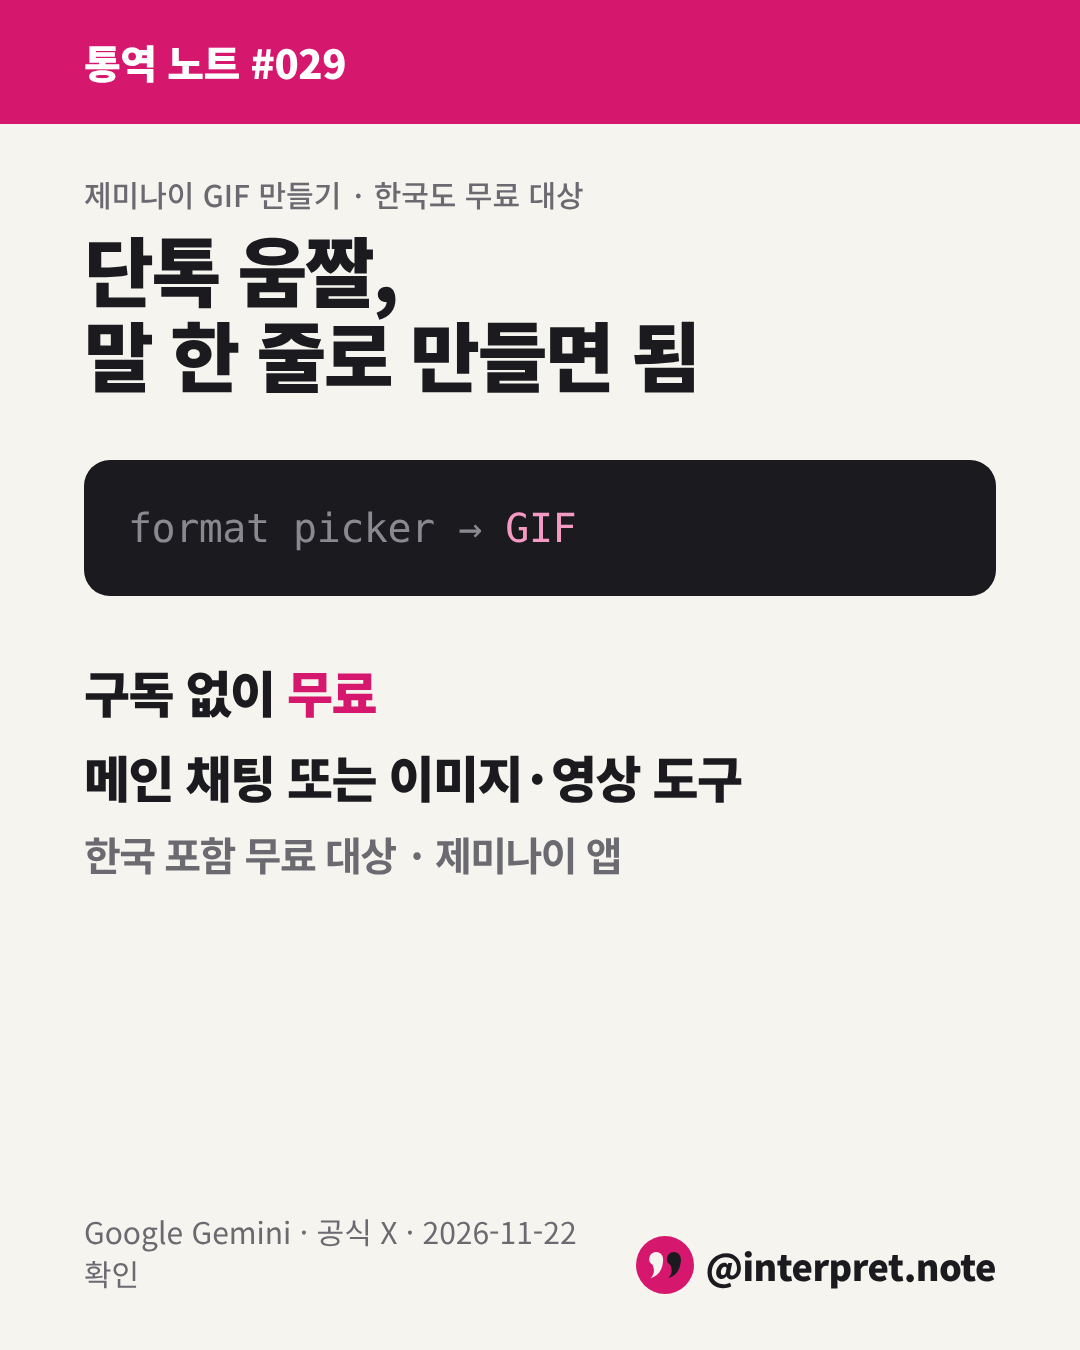 통역 노트 #029
제미나이 GIF 만들기 · 한국도 무료 대상
단톡 움짤,
말 한 줄로 만들면 됨
format picker → GIF
구독 없이 무료
메인 채팅 또는 이미지·영상 도구
한국 포함 무료 대상 · 제미나이 앱
Google Gemini · 공식 X · 2026-11-22
확인
@interpret.note